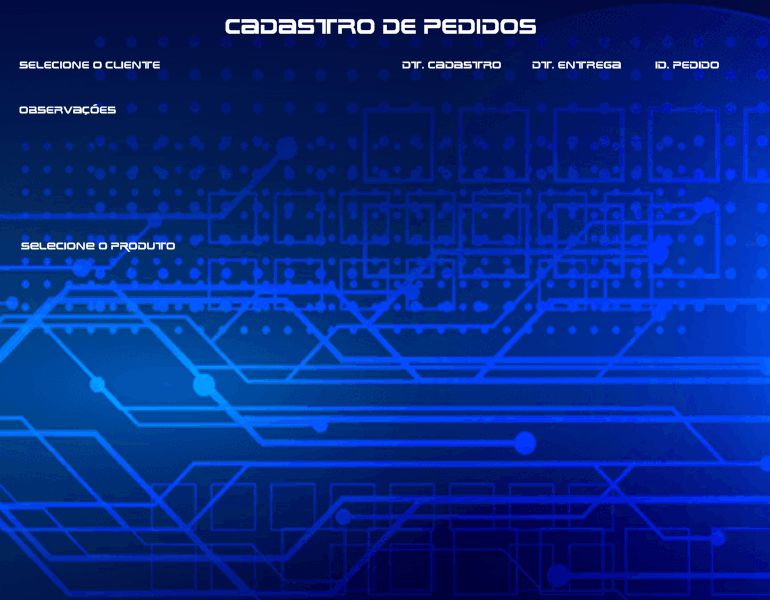 CADASTRO DE PEDIDOS
SELECIONE O CLIENTE
DT. CADASTRO
DT. ENTREGA
ID. PEDIDO
OBSERVAÇÕES
SELECIONE O PRODUTO